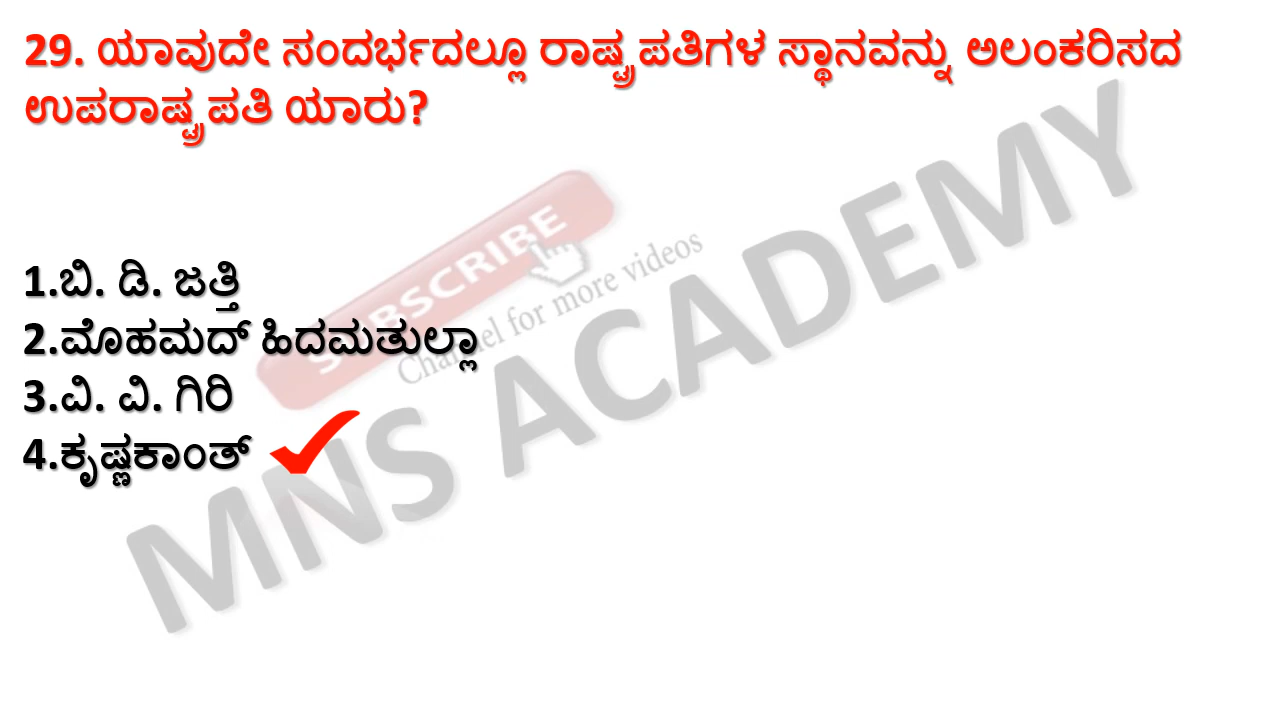 29. ಯಾವುದೇ ಸಂದರ್ಭದಲ್ಲೂ ರಾಷ್ಟ್ರಪತಿಗಳ ಸ್ಥಾನವನ್ನು ಅಲಂಕರಿಸದ
ಉಪರಾಷ್ಟ್ರಪತಿ ಯಾರು?
SUBSCRIBE
Channel for more videos
MNS ACADEMY
1.ಬಿ. ಡಿ. ಜತ್ತಿ
2.ಮೊಹಮದ್ ಹಿದಮತುಲ್ಲಾ
3.ವಿ. ವಿ. ಗಿರಿ
4.ಕೃಷ್ಣಕಾಂತ್